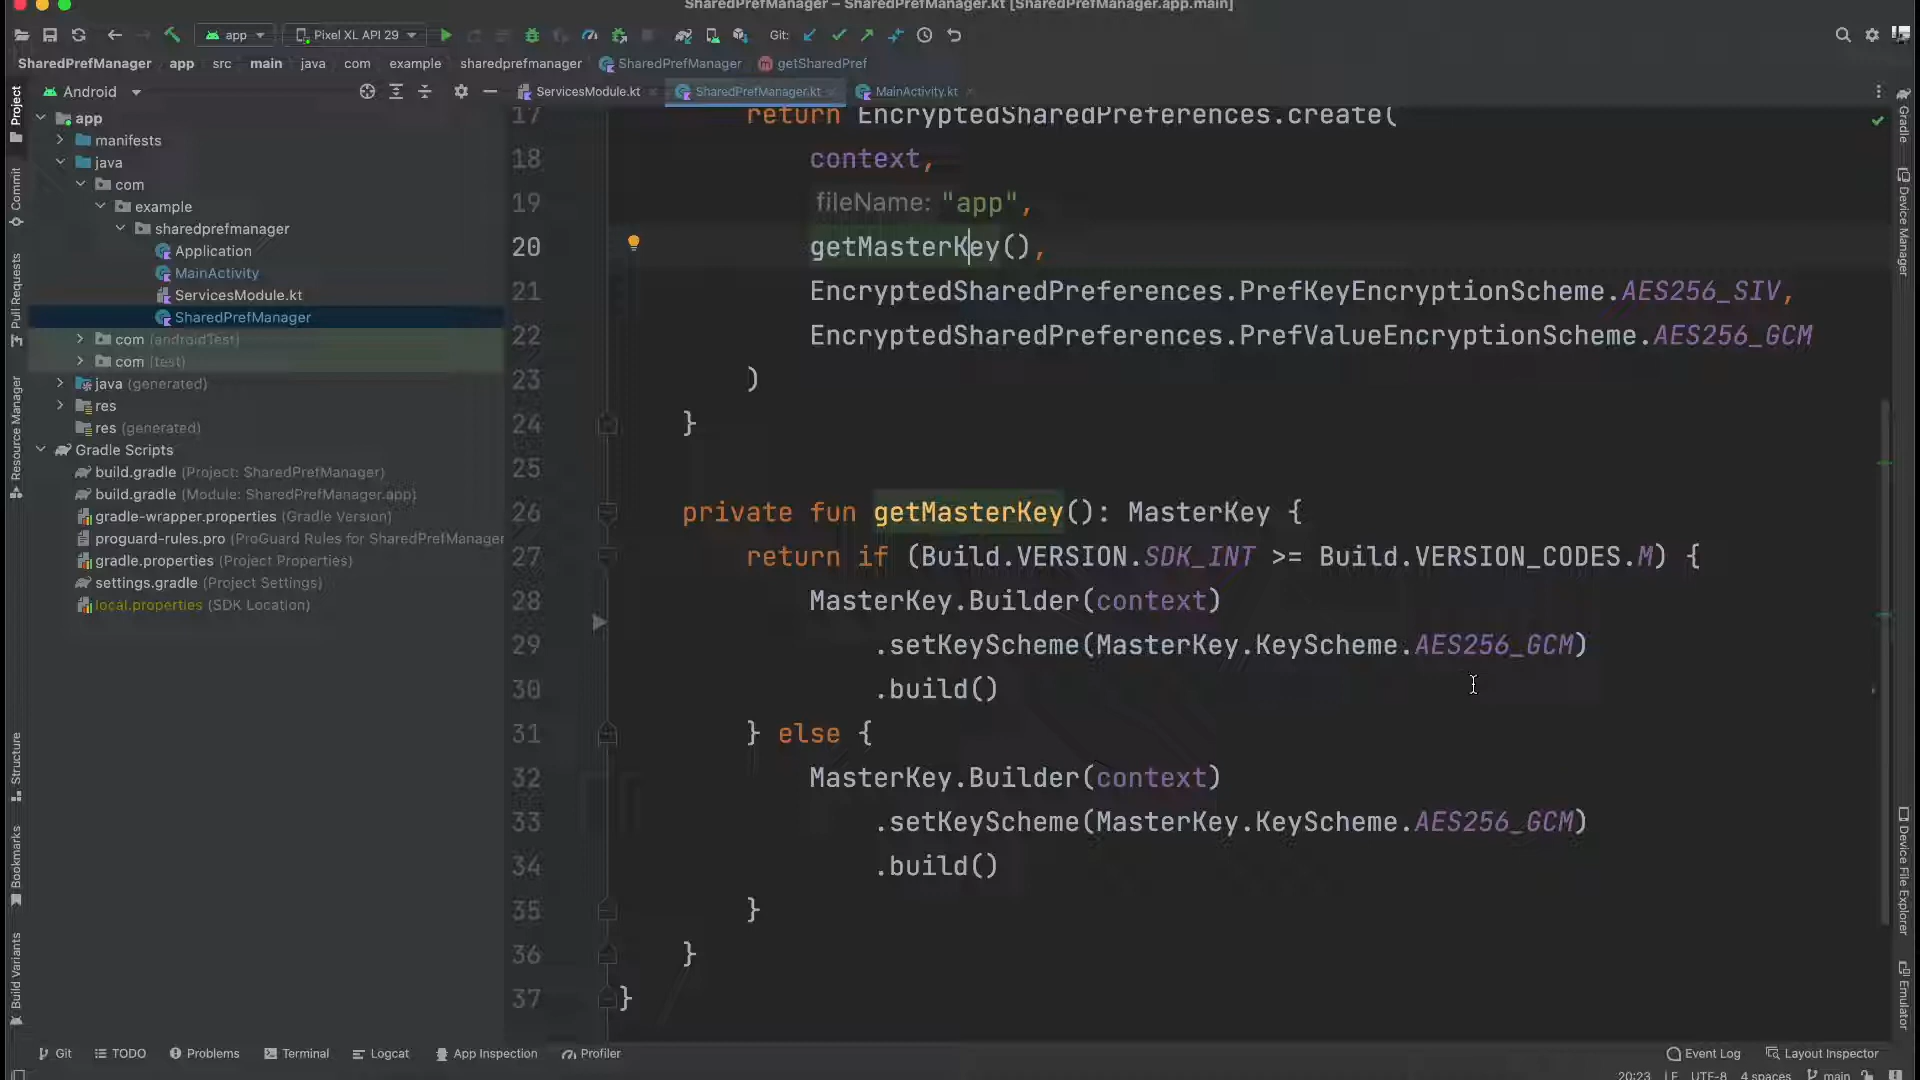 SharedPrefManager – SharedPrefManager.kt [SharedPrefManager.app.main]
app
Pixel XL API 29
Git:
SharedPrefManager app src main java com example sharedprefmanager SharedPrefManager getSharedPref
Android
ServicesModule.kt
SharedPrefManager.kt
MainActivity.kt
Project
Commit
Pull Requests
Resource Manager
Structure
Bookmarks
Build Variants
app
manifests
java
com
example
sharedprefmanager
Application
MainActivity
ServicesModule.kt
SharedPrefManager
com (androidTest)
com (test)
java (generated)
res
res (generated)
Gradle Scripts
build.gradle (Project: SharedPrefManager)
build.gradle (Module: SharedPrefManager.app)
gradle-wrapper.properties (Gradle Version)
proguard-rules.pro (ProGuard Rules for SharedPrefManager
gradle.properties (Project Properties)
settings.gradle (Project Settings)
local.properties (SDK Location)
17 return EncryptedSharedPreferences.create(
18 context,
19 fileName: "app",
20 getMasterKey(),
21 EncryptedSharedPreferences.PrefKeyEncryptionScheme.AES256_SIV,
22 EncryptedSharedPreferences.PrefValueEncryptionScheme.AES256_GCM
23 )
24 }
25
26 private fun getMasterKey(): MasterKey {
27 return if (Build.VERSION.SDK_INT >= Build.VERSION_CODES.M) {
28 MasterKey.Builder(context)
29 .setKeyScheme(MasterKey.KeyScheme.AES256_GCM)
30 .build()
31 } else {
32 MasterKey.Builder(context)
33 .setKeyScheme(MasterKey.KeyScheme.AES256_GCM)
34 .build()
35 }
36 }
37 }
Gradle
Device Manager
Device File Explorer
Emulator
Git TODO Problems Terminal Logcat App Inspection Profiler Event Log Layout Inspector
20:23 LF UTF-8 4 spaces main